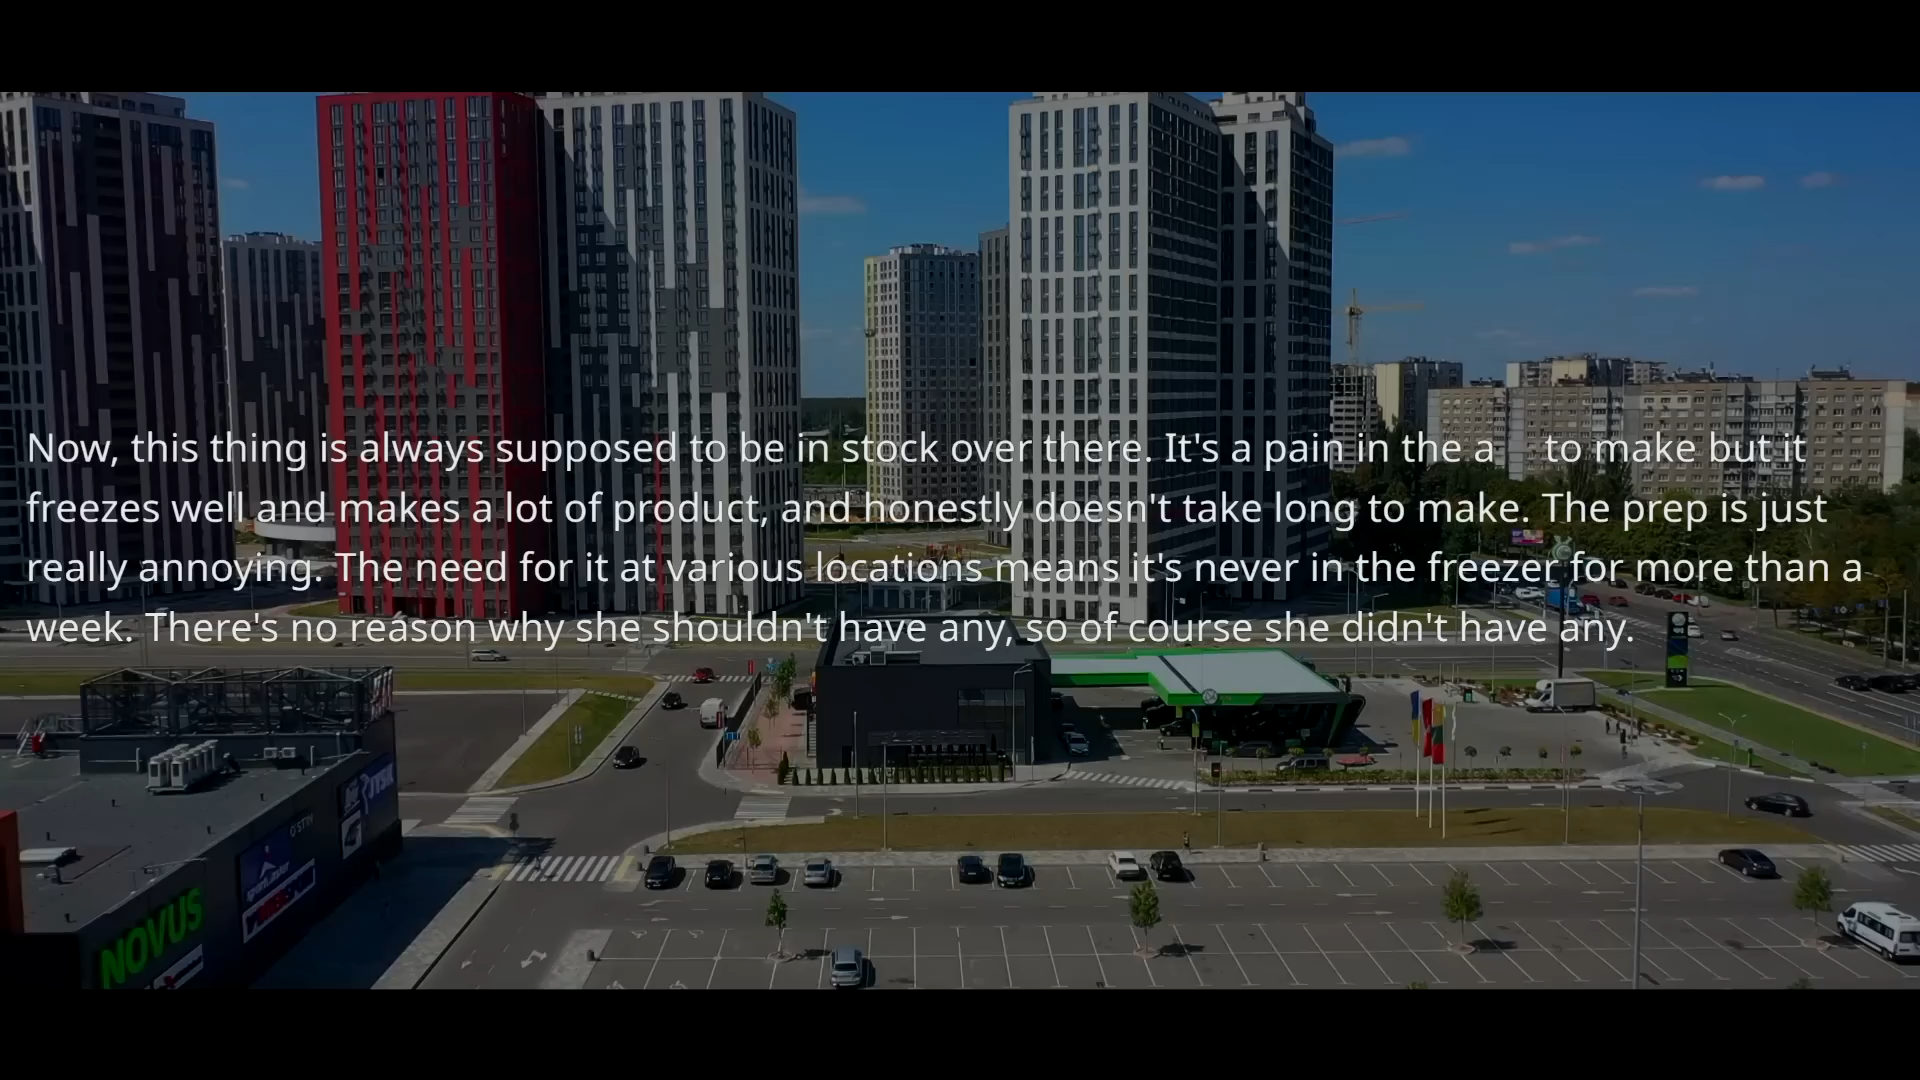 Now, this thing is always supposed to be in stock over there. It's a pain in the a     to make but it
freezes well and makes a lot of product, and honestly doesn't take long to make. The prep is just
really annoying. The need for it at various locations means it's never in the freezer for more than a
week. There's no reason why she shouldn't have any, so of course she didn't have any.
JYSK
NOVUS